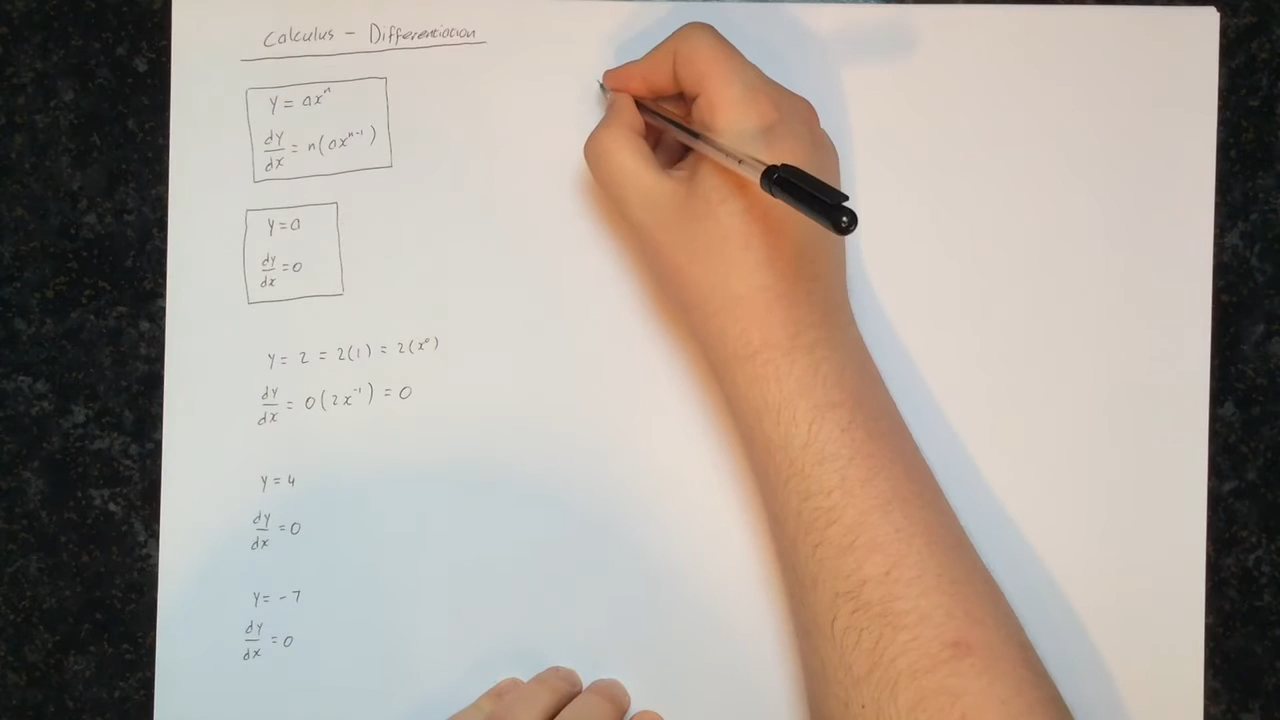 Calculus - Differentiation
y = ax^n
dy/dx = n(ax^{n-1})
y = a
dy/dx = 0
y = 2 = 2(1) = 2(x^0)
dy/dx = 0(2x^{-1}) = 0
y = 4
dy/dx = 0
y = -7
dy/dx = 0